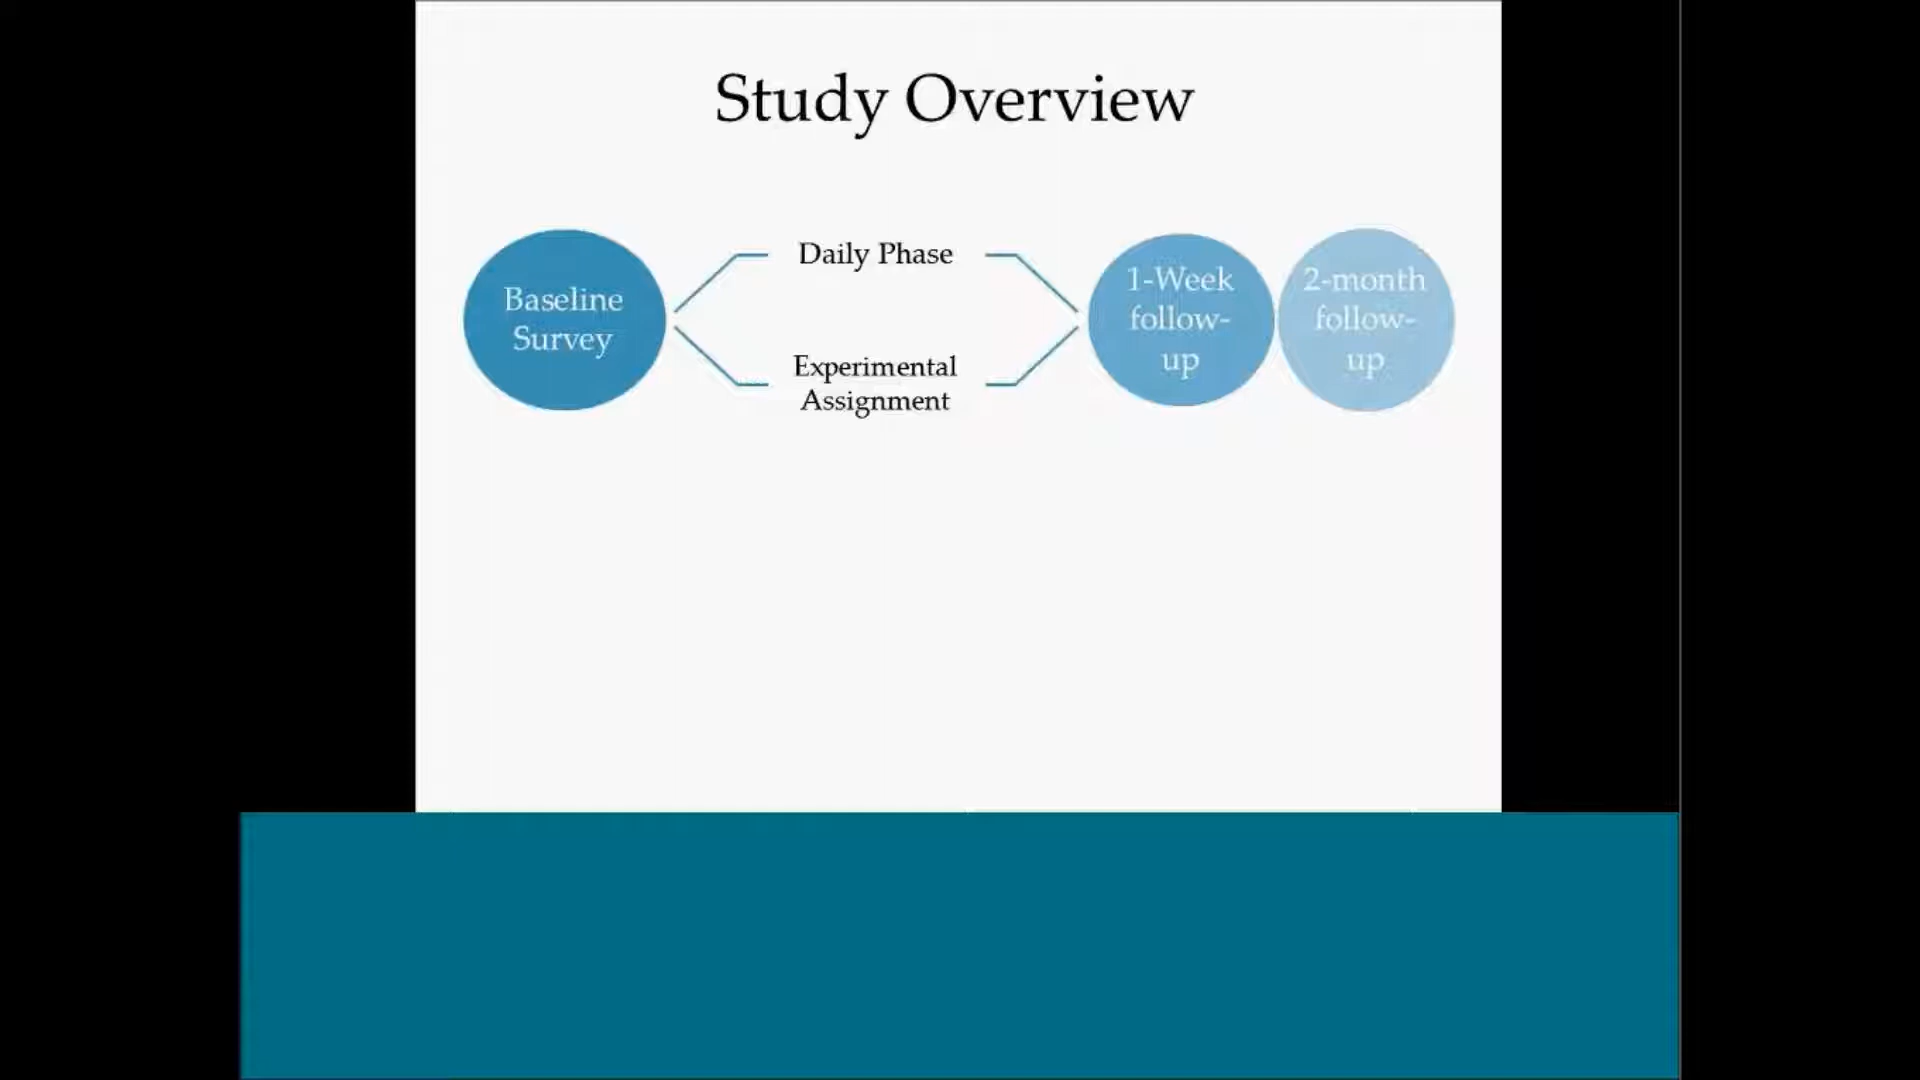 Study Overview
Baseline
Survey
Daily Phase
Experimental
Assignment
1-Week
follow-
up
2-month
follow-
up